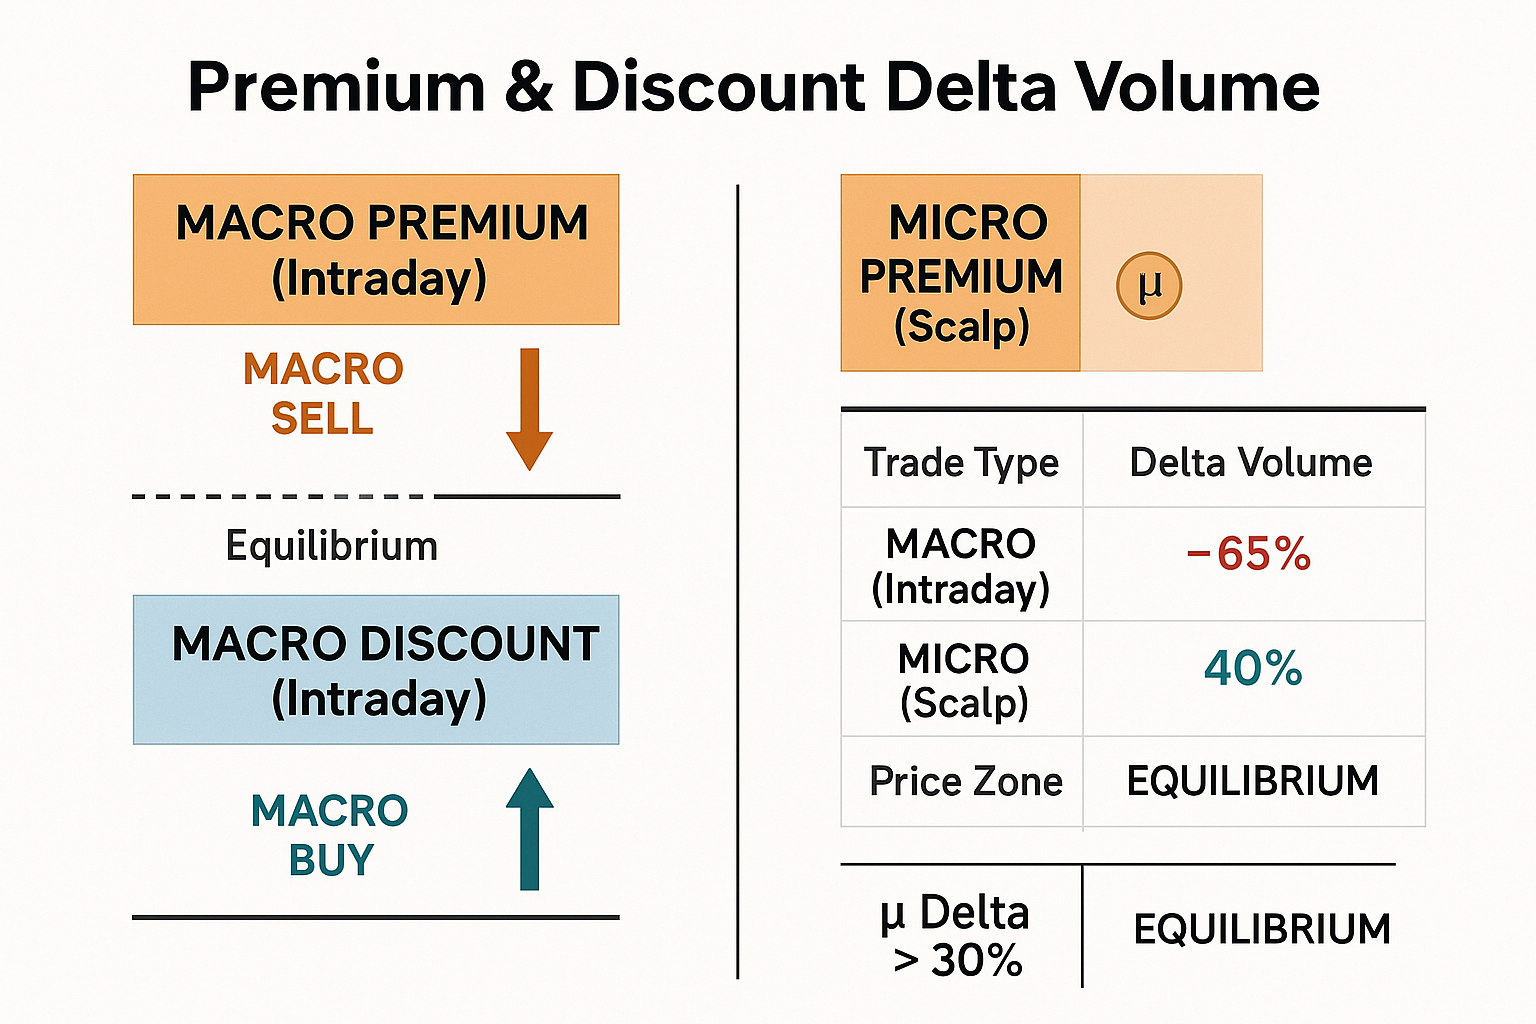 Premium & Discount Delta Volume
MACRO PREMIUM
(Intraday)
MACRO
SELL
Equilibrium
MACRO DISCOUNT
(Intraday)
MACRO
BUY
MICRO
PREMIUM
(Scalp)
μ
Trade Type Delta Volume
MACRO
(Intraday)
−65%
MICRO
(Scalp)
40%
Price Zone EQUILIBRIUM
μ Delta
> 30%
EQUILIBRIUM